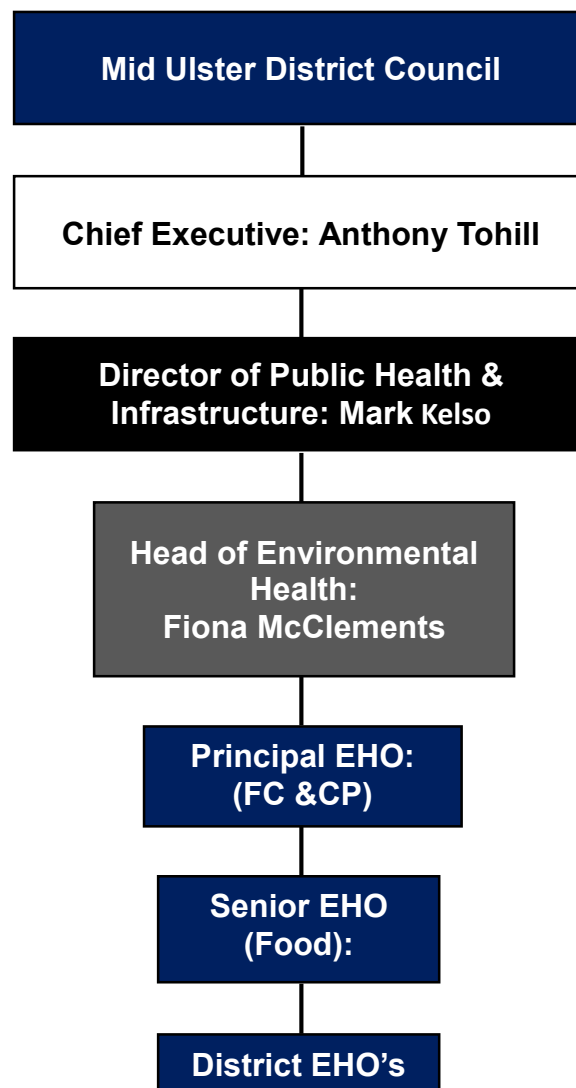 Mid Ulster District Council
Chief Executive: Anthony Tohill
Director of Public Health &
Infrastructure: Mark Kelso
Head of Environmental
Health:
Fiona McClements
Principal EHO:
(FC &CP)
Senior EHO
(Food):
District EHO’s